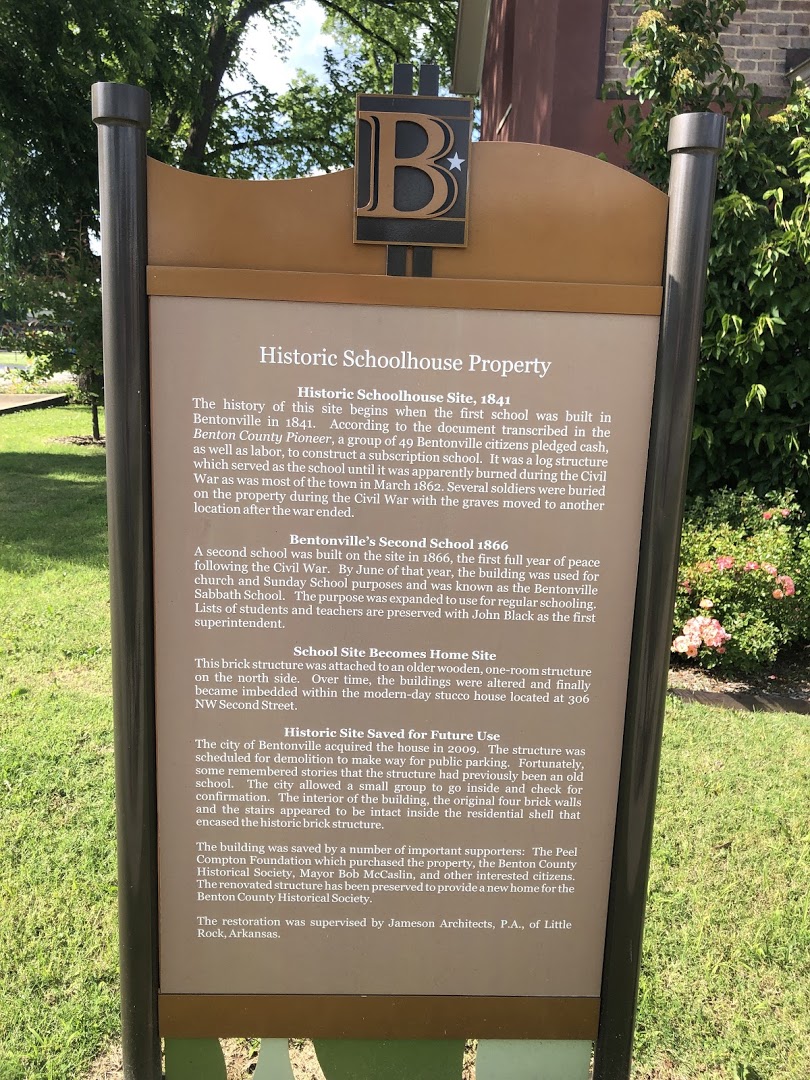 B
Historic Schoolhouse Property
Historic Schoolhouse Site, 1841
The history of this site begins when the first school was built in
Bentonville in 1841. According to the document transcribed in the
Benton County Pioneer, a group of 49 Bentonville citizens pledged cash,
as well as labor, to construct a subscription school. It was a log structure
which served as the school until it was apparently burned during the Civil
War as was most of the town in March 1862. Several soldiers were buried
on the property during the Civil War with the graves moved to another
location after the war ended.
Bentonville's Second School 1866
A second school was built on the site in 1866, the first full year of peace
following the Civil War. By June of that year, the building was used for
church and Sunday School purposes and was known as the Bentonville
Sabbath School. The purpose was expanded to use for regular schooling.
Lists of students and teachers are preserved with John Black as the first
superintendent.
School Site Becomes Home Site
This brick structure was attached to an older wooden, one-room structure
on the north side. Over time, the buildings were altered and finally
became imbedded within the modern-day stucco house located at 306
NW Second Street.
Historic Site Saved for Future Use
The city of Bentonville acquired the house in 2009. The structure was
scheduled for demolition to make way for public parking. Fortunately,
some remembered stories that the structure had previously been an old
school. The city allowed a small group to go inside and check for
confirmation. The interior of the building, the original four brick walls
and the stairs appeared to be intact inside the residential shell that
encased the historic brick structure.
The building was saved by a number of important supporters: The Peel
Compton Foundation which purchased the property, the Benton County
Historical Society, Mayor Bob McCaslin, and other interested citizens.
The renovated structure has been preserved to provide a new home for the
Benton County Historical Society.
The restoration was supervised by Jameson Architects, P.A., of Little
Rock, Arkansas.